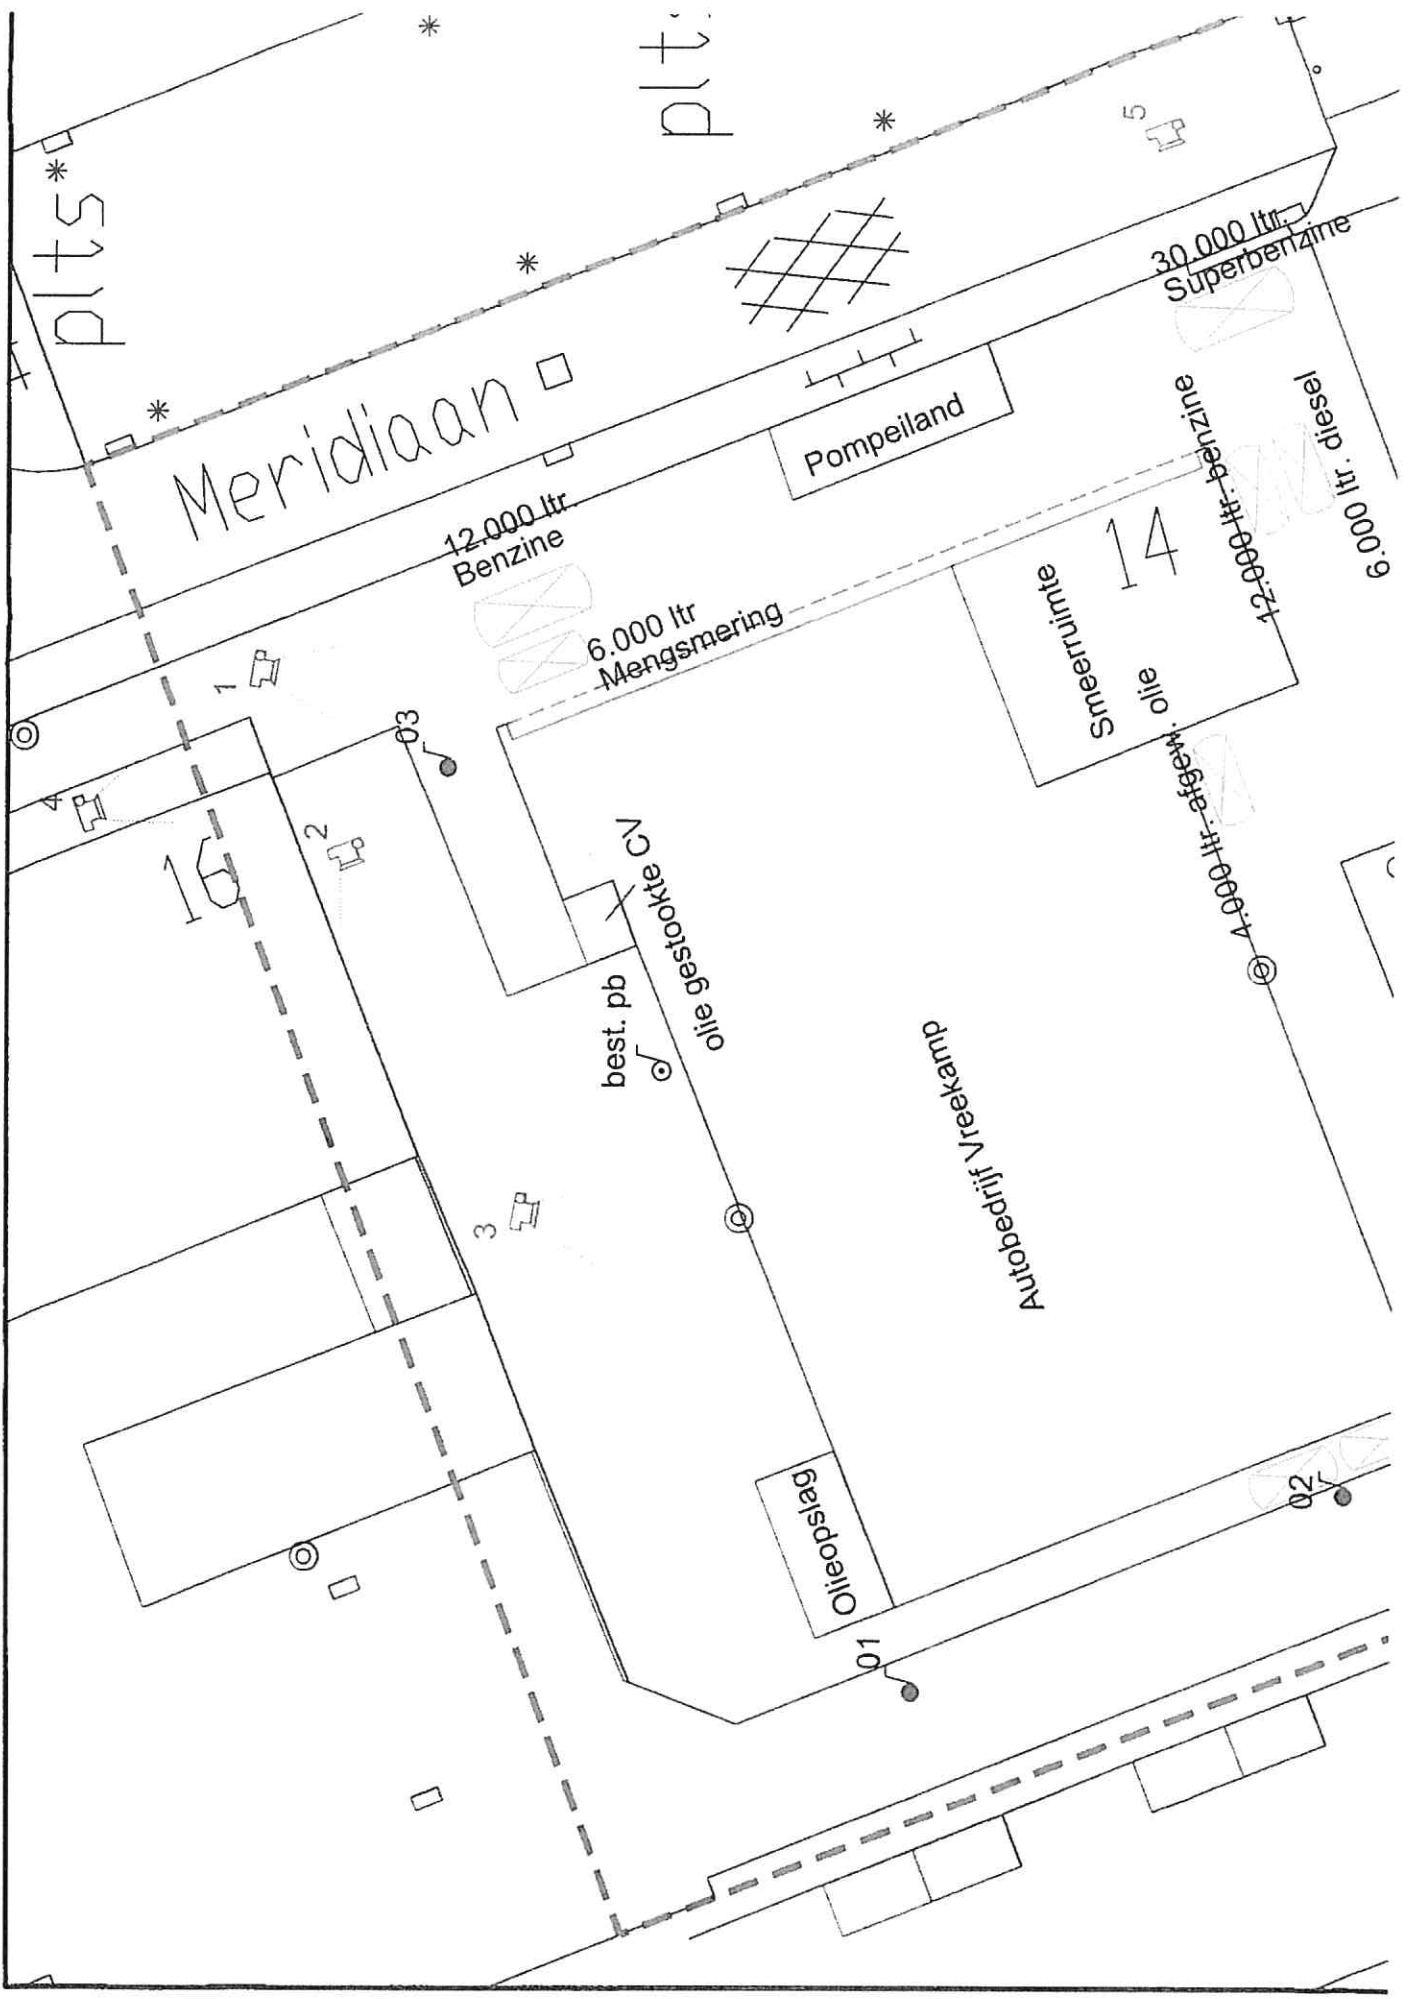 plts
plts
Meridiaan
5
30.000 ltr.
Superbenzine
12.000 ltr.
Benzine
Pompeiland
6.000 ltr
Mengsmering
12.0000 ltr. benzine
6.000 ltr. diesel
14
Smeerruimte
4.000 ltr. afgew. olie
1
03
4
16
2
olie gestookte CV
best. pb
3
Autobedrijf Vreekamp
Olieopslag
01
02